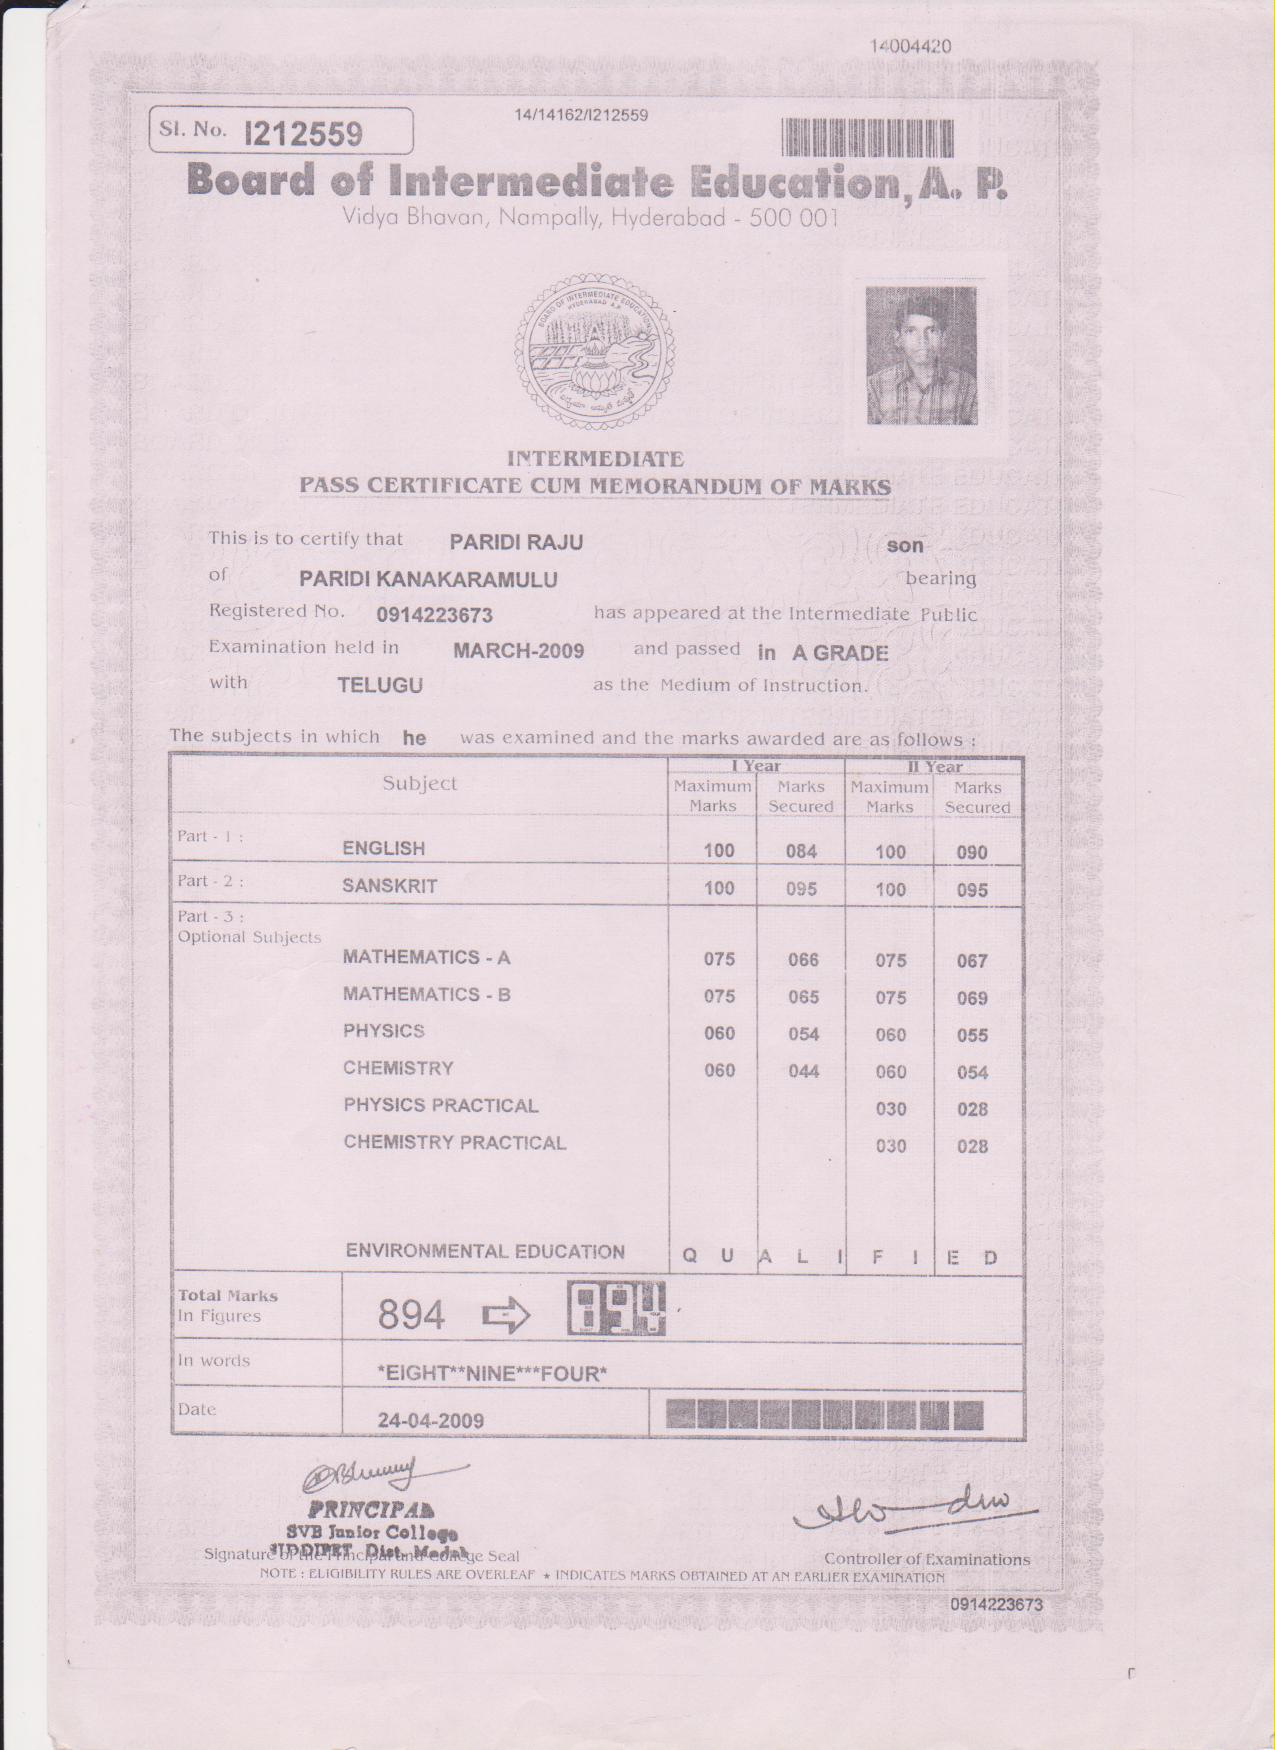 14004420
14/14162/I212559
Sl. No. I212559
Board of Intermediate Education, A. P.
Vidya Bhavan, Nampally, Hyderabad - 500 001
BOARD OF INTERMEDIATE EDUCATION
HYDERABAD A.P.
INTERMEDIATE
PASS CERTIFICATE CUM MEMORANDUM OF MARKS
This is to certify that PARIDI RAJU son
of PARIDI KANAKARAMULU bearing
Registered No. 0914223673 has appeared at the Intermediate Public
Examination held in MARCH-2009 and passed in A GRADE
with TELUGU as the Medium of Instruction.
The subjects in which he was examined and the marks awarded are as follows :
Subject I Year II Year
Maximum Marks Marks Secured Maximum Marks Marks Secured
Part - 1 : ENGLISH 100 084 100 090
Part - 2 : SANSKRIT 100 095 100 095
Part - 3 :
Optional Subjects
MATHEMATICS - A 075 066 075 067
MATHEMATICS - B 075 065 075 069
PHYSICS 060 054 060 055
CHEMISTRY 060 044 060 054
PHYSICS PRACTICAL 030 028
CHEMISTRY PRACTICAL 030 028
ENVIRONMENTAL EDUCATION Q U A L I F I E D
Total Marks
In Figures 894 894
In words *EIGHT**NINE***FOUR*
Date 24-04-2009
PRINCIPAL
SVB Junior College
SIDDIPET, Dist. Medak
Signature of the Principal and College Seal Controller of Examinations
NOTE : ELIGIBILITY RULES ARE OVERLEAF * INDICATES MARKS OBTAINED AT AN EARLIER EXAMINATION
0914223673